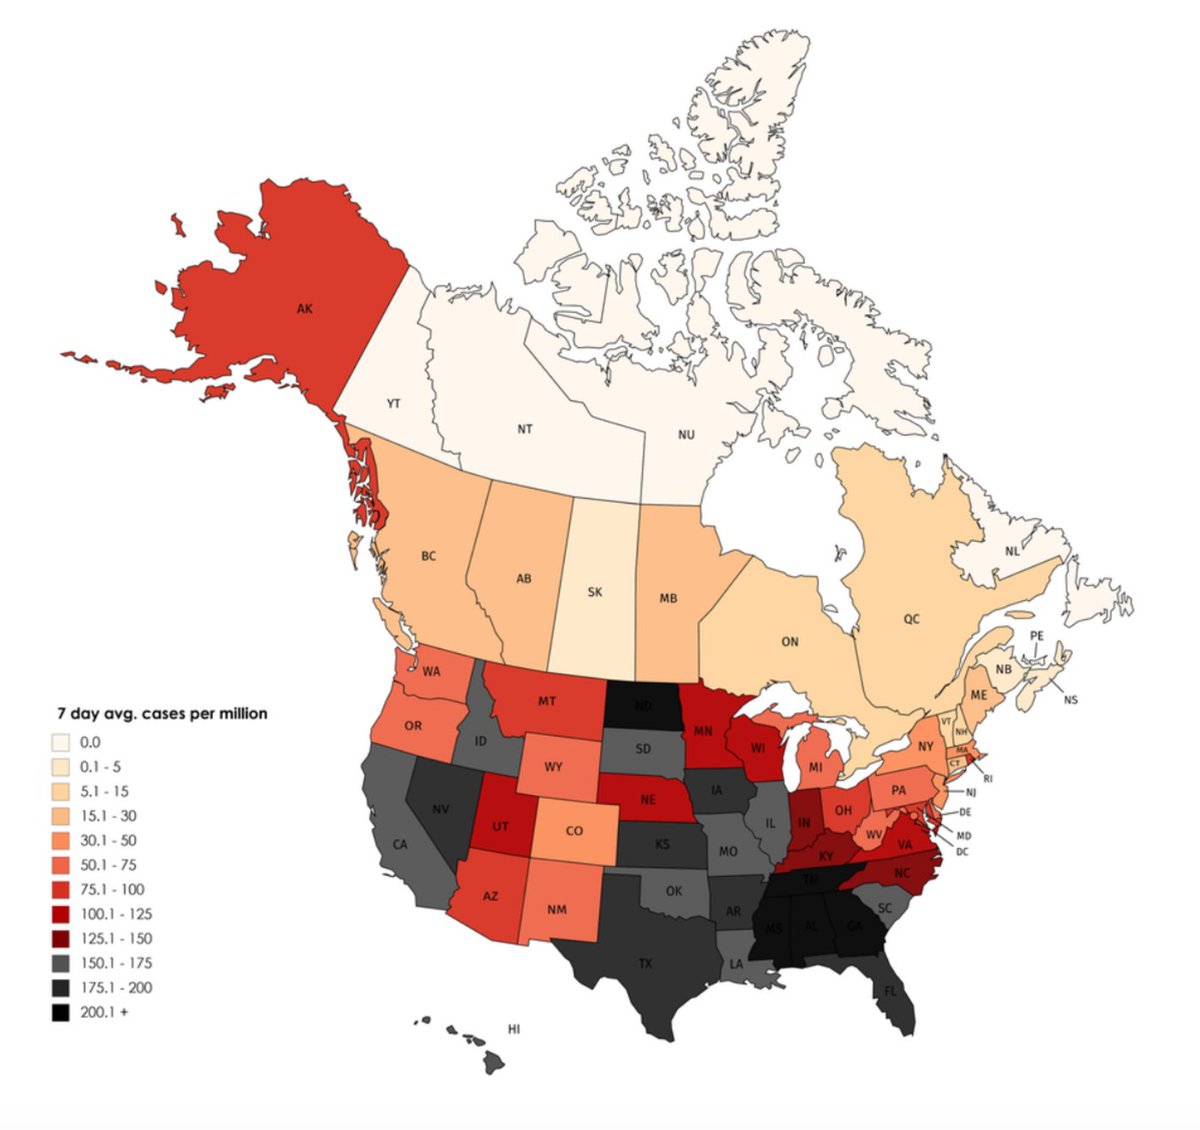 AK
YT
NT
NU
BC
AB
SK
MB
ON
QC
NL
PE
NB
NS
7 day avg. cases per million
0.0
0.1 - 5
5.1 - 15
15.1 - 30
30.1 - 50
50.1 - 75
75.1 - 100
100.1 - 125
125.1 - 150
150.1 - 175
175.1 - 200
200.1 +
WA
MT
ND
MN
ME
OR
ID
SD
WI
VT
NH
NY
MA
WY
MI
CT
RI
NE
IA
PA
NJ
NV
UT
CO
IL
IN
OH
DE
CA
KS
MO
WV
VA
MD
DC
KY
AZ
NM
OK
TN
NC
AR
SC
MS
AL
GA
TX
LA
FL
HI